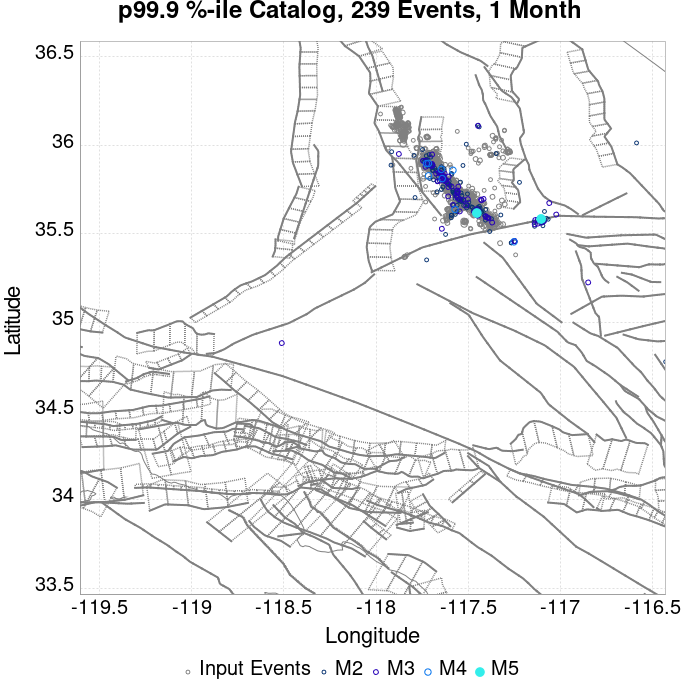 p99.9 %-ile Catalog, 239 Events, 1 Month
36.5
36
35.5
35
34.5
34
33.5
Latitude
-119.5 -119 -118.5 -118 -117.5 -117 -116.5
Longitude
Input Events M2 M3 M4 M5